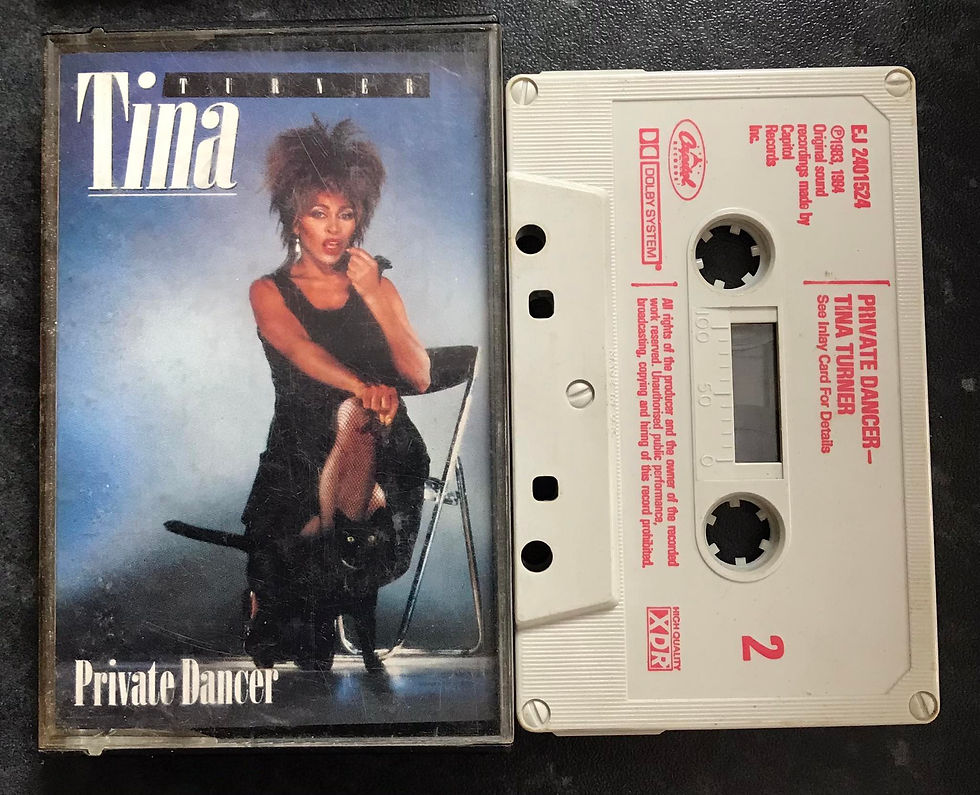 TURNER
Tina
Private Dancer
EJ 2401524
℗1983, 1984
Original sound
recordings made by
Capitol
Records
Inc.
Capitol
RECORDS
DOLBY SYSTEM®
PRIVATE DANCER—
TINA TURNER
See Inlay Card For Details
100 50 0
All rights of the producer and the owner of the recorded
work reserved. Unauthorised public performance,
broadcasting, copying and hiring of this record prohibited.
2
HIGH QUALITY
XDR